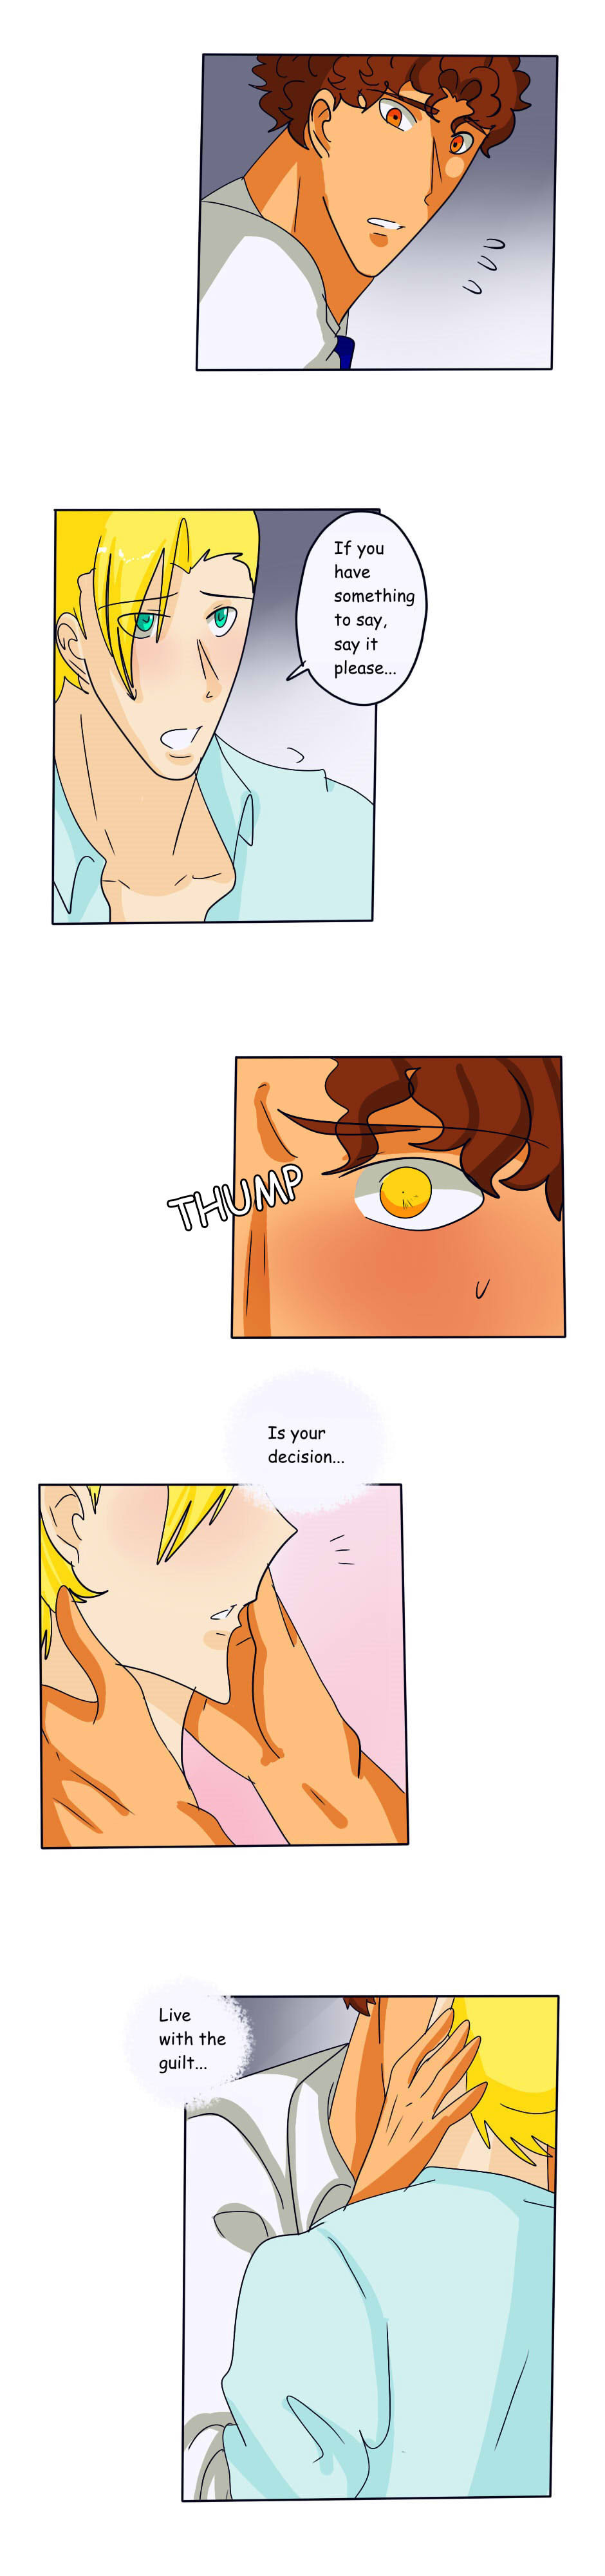 If you
have
something
to say,
say it
please...
THUMP
Is your
decision...
Live
with the
guilt...